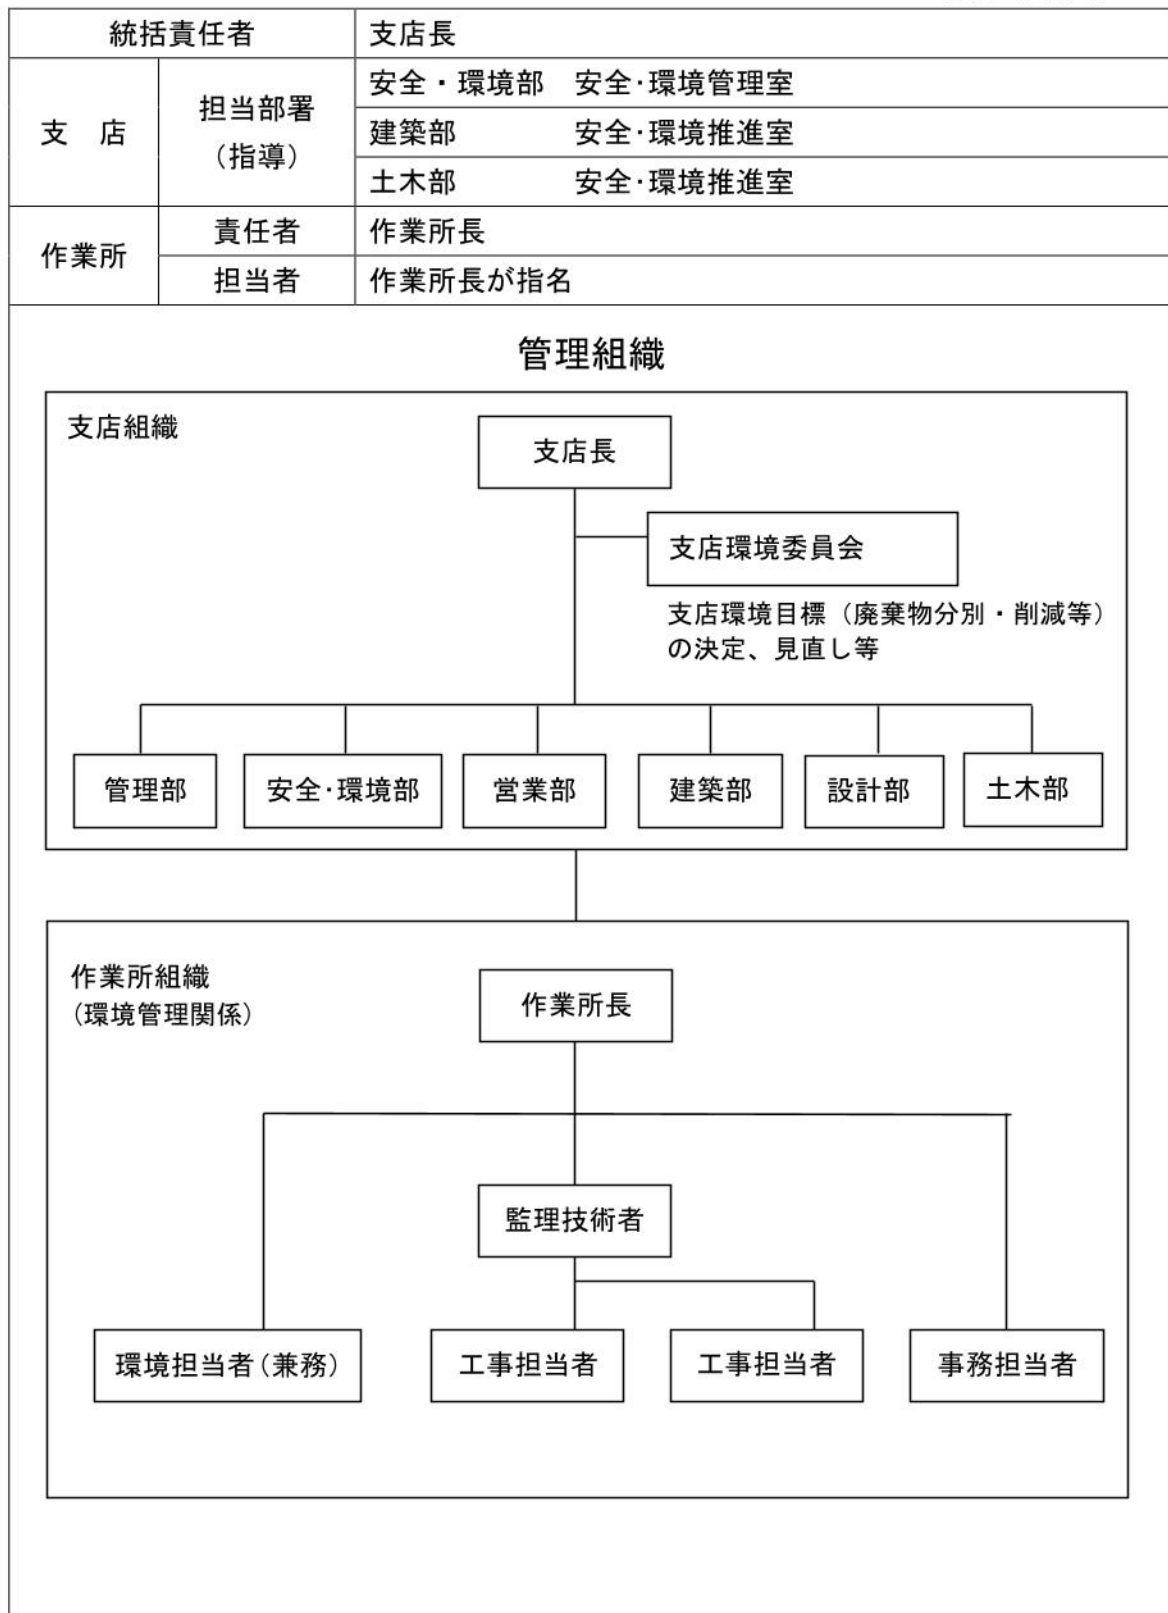 統括責任者 支店長
支 店 担当部署（指導） 安全・環境部 安全･環境管理室
建築部 安全･環境推進室
土木部 安全･環境推進室
作業所 責任者 作業所長
担当者 作業所長が指名
管理組織
支店組織
支店長
支店環境委員会
支店環境目標（廃棄物分別・削減等）
の決定、見直し等
管理部 安全･環境部 営業部 建築部 設計部 土木部
作業所組織
（環境管理関係）
作業所長
監理技術者
環境担当者（兼務） 工事担当者 工事担当者 事務担当者